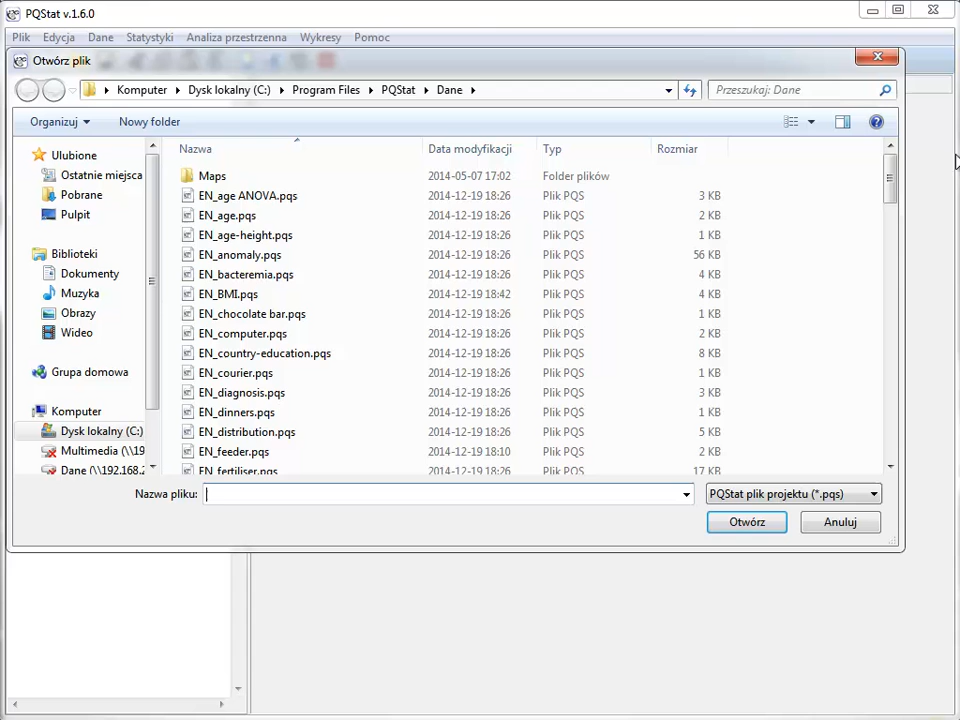 PQStat v.1.6.0
Plik Edycja Dane Statystyki Analiza przestrzenna Wykresy Pomoc
Otwórz plik
Komputer Dysk lokalny (C:) Program Files PQStat Dane
Przeszukaj: Dane
Organizuj Nowy folder
Ulubione
Ostatnie miejsca
Pobrane
Pulpit
Biblioteki
Dokumenty
Muzyka
Obrazy
Wideo
Grupa domowa
Komputer
Dysk lokalny (C:)
Multimedia (\\19
Dane (\\192.168.2
Nazwa Data modyfikacji Typ Rozmiar
Maps 2014-05-07 17:02 Folder plików
EN_age ANOVA.pqs 2014-12-19 18:26 Plik PQS 3 KB
EN_age.pqs 2014-12-19 18:26 Plik PQS 2 KB
EN_age-height.pqs 2014-12-19 18:26 Plik PQS 1 KB
EN_anomaly.pqs 2014-12-19 18:26 Plik PQS 56 KB
EN_bacteremia.pqs 2014-12-19 18:26 Plik PQS 4 KB
EN_BMI.pqs 2014-12-19 18:42 Plik PQS 4 KB
EN_chocolate bar.pqs 2014-12-19 18:26 Plik PQS 1 KB
EN_computer.pqs 2014-12-19 18:26 Plik PQS 2 KB
EN_country-education.pqs 2014-12-19 18:26 Plik PQS 8 KB
EN_courier.pqs 2014-12-19 18:26 Plik PQS 1 KB
EN_diagnosis.pqs 2014-12-19 18:26 Plik PQS 3 KB
EN_dinners.pqs 2014-12-19 18:26 Plik PQS 1 KB
EN_distribution.pqs 2014-12-19 18:26 Plik PQS 5 KB
EN_feeder.pqs 2014-12-19 18:10 Plik PQS 2 KB
EN_fertiliser.pqs 2014-12-19 18:26 Plik PQS 17 KB
Nazwa pliku: PQStat plik projektu (*.pqs)
Otwórz Anuluj